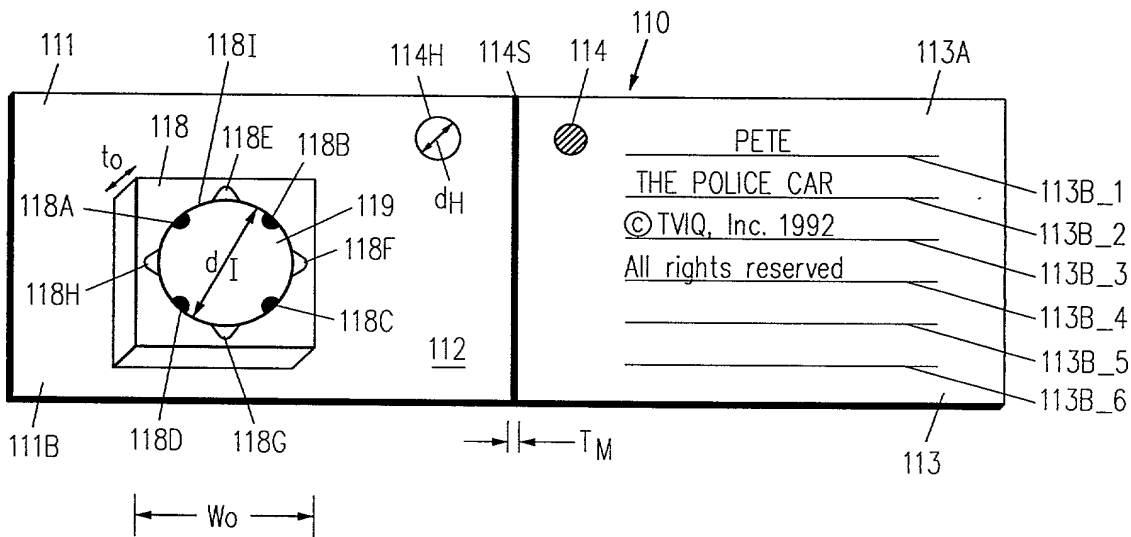 110
111 118I 114H 114S 114 113A
118 118E 118B
to
dH
PETE
118A 119 THE POLICE CAR 113B_1
©TVIQ, Inc. 1992 113B_2
dI 118F All rights reserved 113B_3
118H 118C 113B_4
112 113B_5
113B_6
111B 118D 118G TM 113
Wo